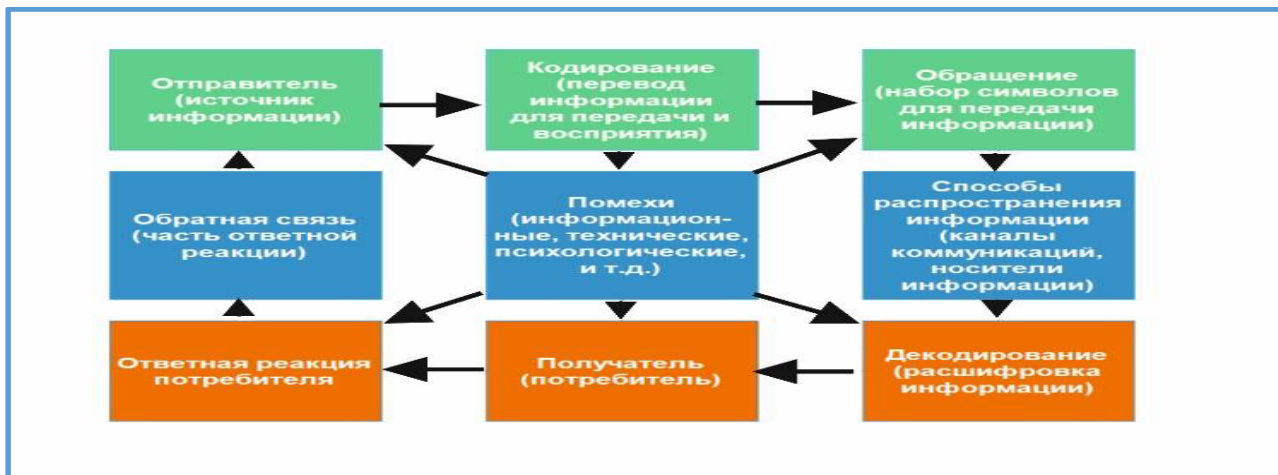 Отправитель
(источник
информации)
Кодирование
(перевод
информации
для передачи и
восприятия)
Обращение
(набор символов
для передачи
информации)
Обратная связь
(часть ответной
реакции)
Помехи
(информацион-
ные, технические,
психологические,
и т.д.)
Способы
распространения
информации
(каналы
коммуникаций,
носители
информации)
Ответная реакция
потребителя
Получатель
(потребитель)
Декодирование
(расшифровка
информации)